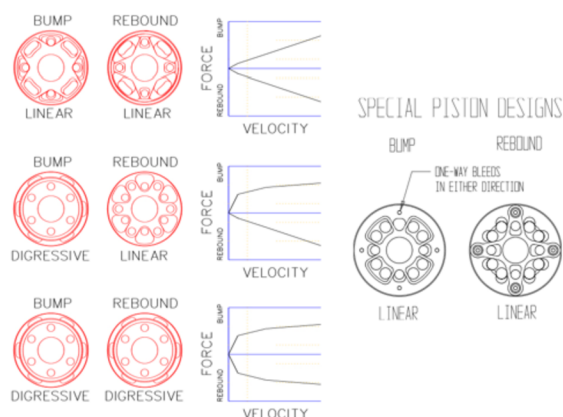 BUMP REBOUND
LINEAR LINEAR
FORCE
BUMP
REBOUND
VELOCITY
BUMP REBOUND
DIGRESSIVE LINEAR
FORCE
BUMP
REBOUND
VELOCITY
BUMP REBOUND
DIGRESSIVE DIGRESSIVE
FORCE
BUMP
REBOUND
VELOCITY
SPECIAL PISTON DESIGNS
BUMP REBOUND
ONE-WAY BLEEDS
IN EITHER DIRECTION
LINEAR LINEAR